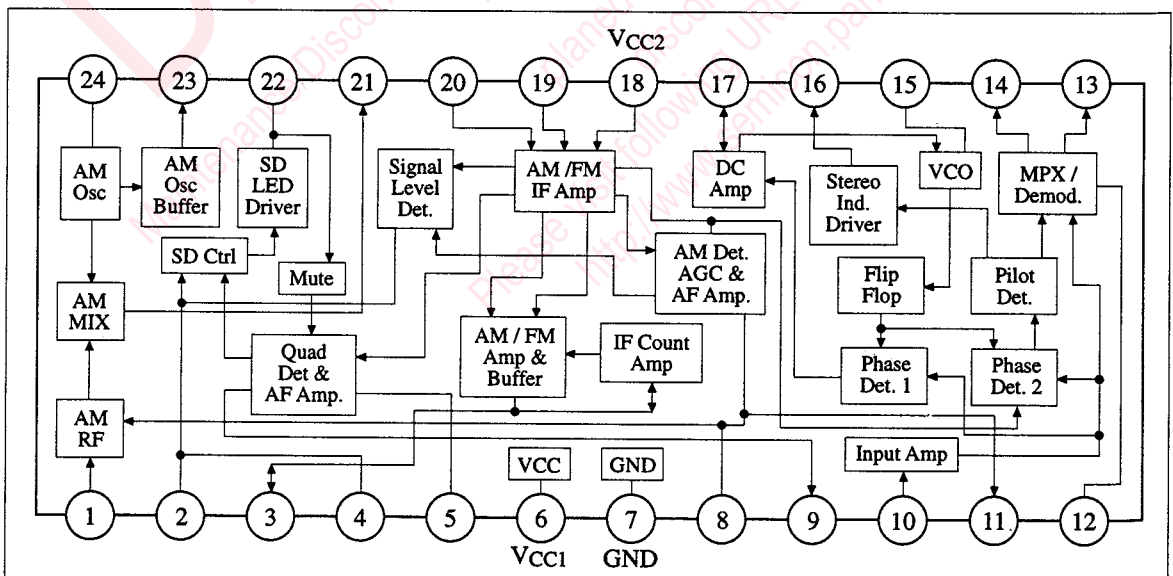 VCC2
24
23
22
21
20
19
18
17
16
15
14
13
AM
Osc
AM
Osc
Buffer
SD
LED
Driver
Signal
Level
Det.
AM /FM
IF Amp
DC
Amp
Stereo
Ind.
Driver
VCO
MPX /
Demod.
SD Ctrl
Mute
AM
MIX
Quad
Det &
AF Amp.
AM / FM
Amp &
Buffer
IF Count
Amp
AM Det.
AGC &
AF Amp.
Flip
Flop
Pilot
Det.
Phase
Det. 1
Phase
Det. 2
AM
RF
VCC
GND
Input Amp
1
2
3
4
5
6
7
8
9
10
11
12
VCC1
GND